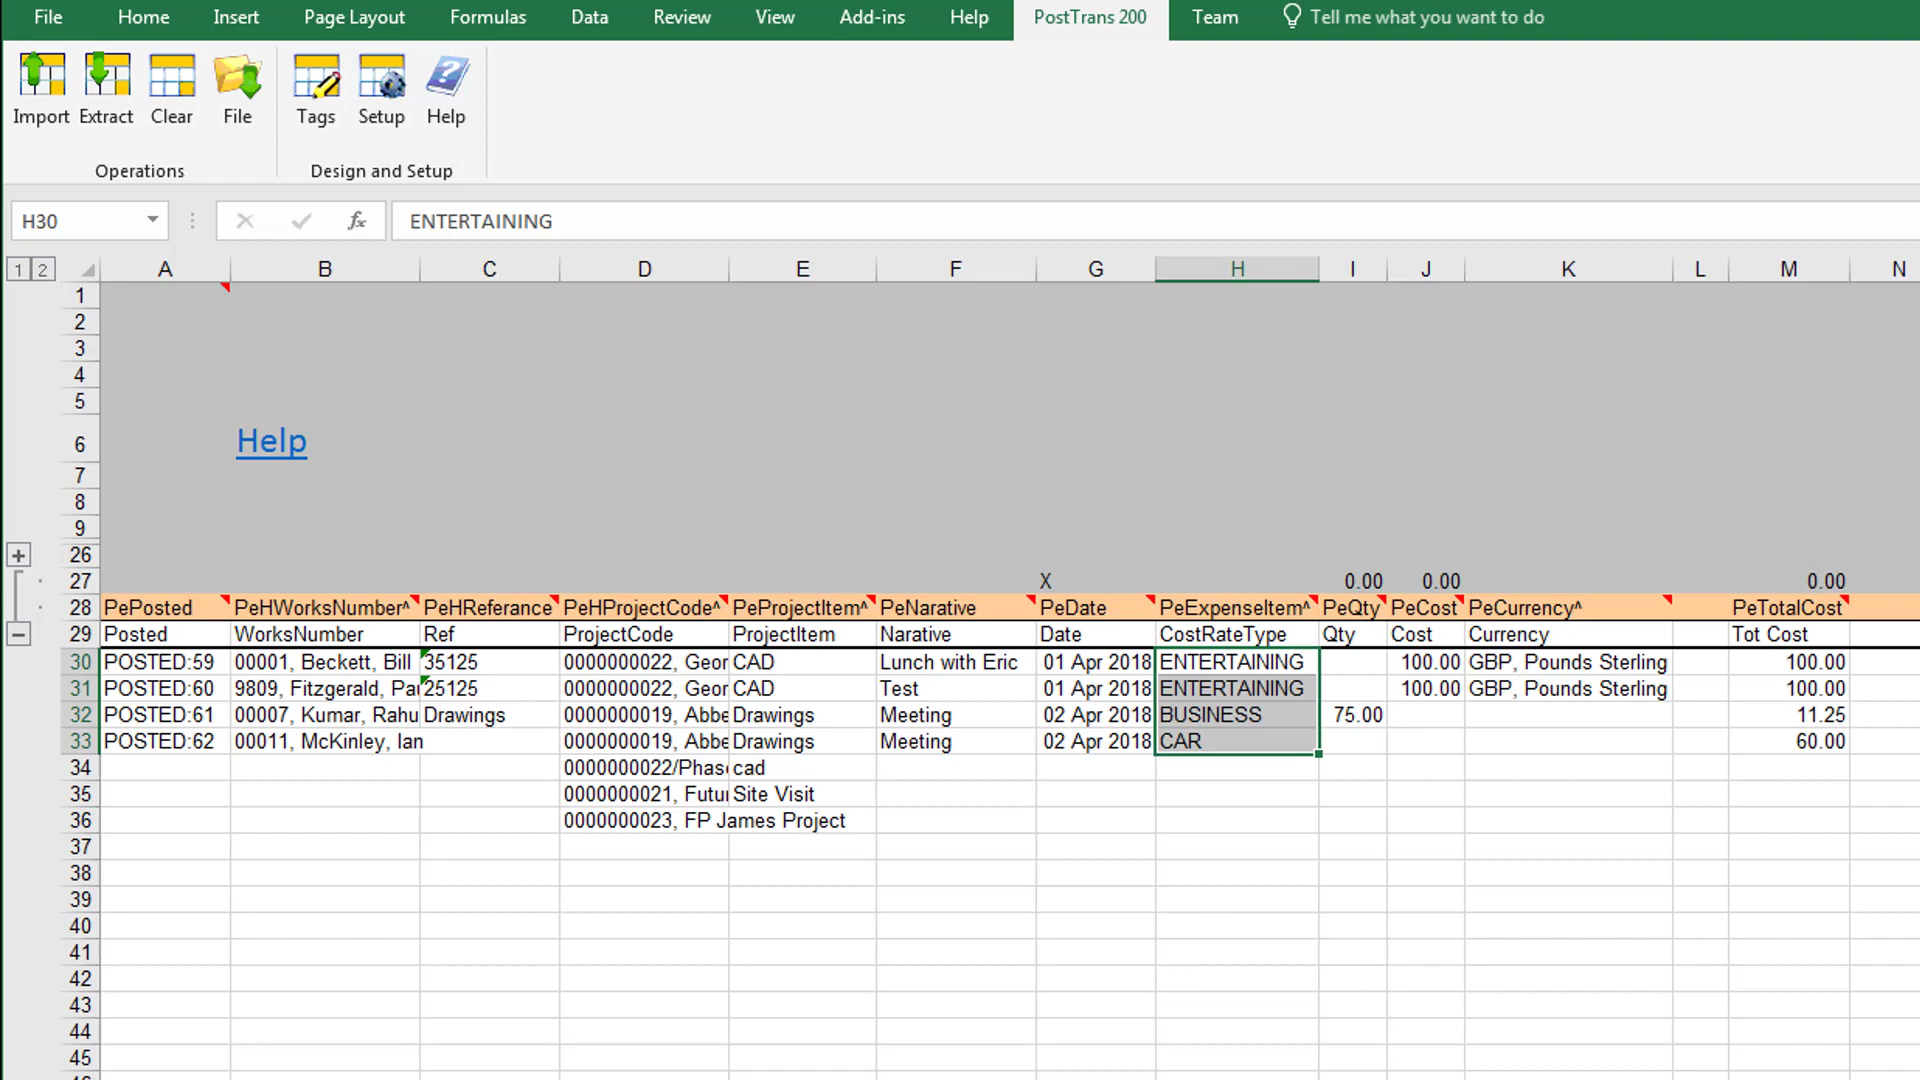 File Home Insert Page Layout Formulas Data Review View Add-ins Help PostTrans 200 Team Tell me what you want to do
Import Extract Clear File Tags Setup Help
Operations Design and Setup
H30 fx ENTERTAINING
1 2 A B C D E F G H I J K L M N
1
2
3
4
5
6 Help
7
8
9
26
27 X 0.00 0.00 0.00
28 PePosted PeHWorksNumber^ PeHReferance PeHProjectCode^ PeProjectItem^ PeNarative PeDate PeExpenseItem^ PeQty PeCost PeCurrency^ PeTotalCost
29 Posted WorksNumber Ref ProjectCode ProjectItem Narative Date CostRateType Qty Cost Currency Tot Cost
30 POSTED:59 00001, Beckett, Bill 35125 0000000022, Geor CAD Lunch with Eric 01 Apr 2018 ENTERTAINING 100.00 GBP, Pounds Sterling 100.00
31 POSTED:60 9809, Fitzgerald, Pau 25125 0000000022, Geor CAD Test 01 Apr 2018 ENTERTAINING 100.00 GBP, Pounds Sterling 100.00
32 POSTED:61 00007, Kumar, Rahu Drawings 0000000019, Abbe Drawings Meeting 02 Apr 2018 BUSINESS 75.00 11.25
33 POSTED:62 00011, McKinley, Ian 0000000019, Abbe Drawings Meeting 02 Apr 2018 CAR 60.00
34 0000000022/Phase cad
35 0000000021, Futur Site Visit
36 0000000023, FP James Project
37
38
39
40
41
42
43
44
45